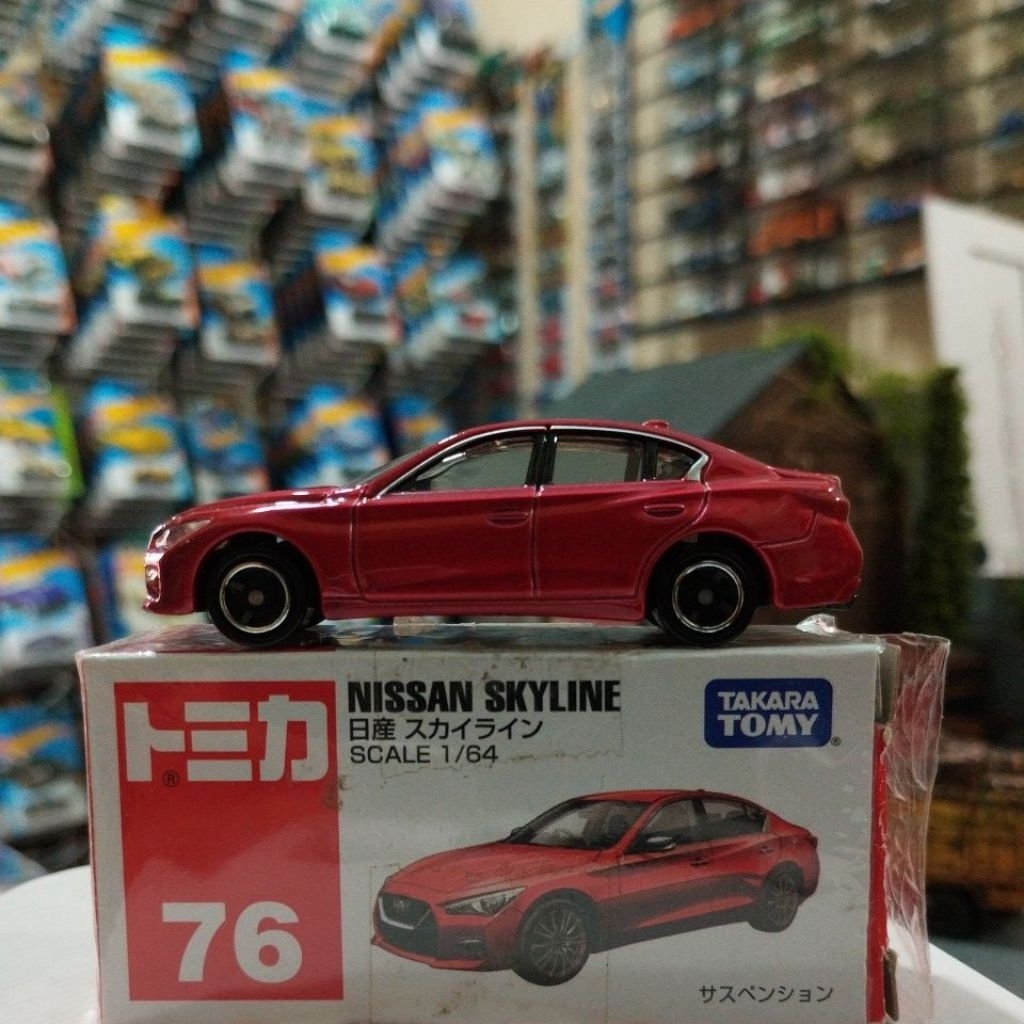 トミカ
®
76
NISSAN SKYLINE
日産 スカイライン
SCALE 1/64
TAKARA
TOMY
®
サスペンション